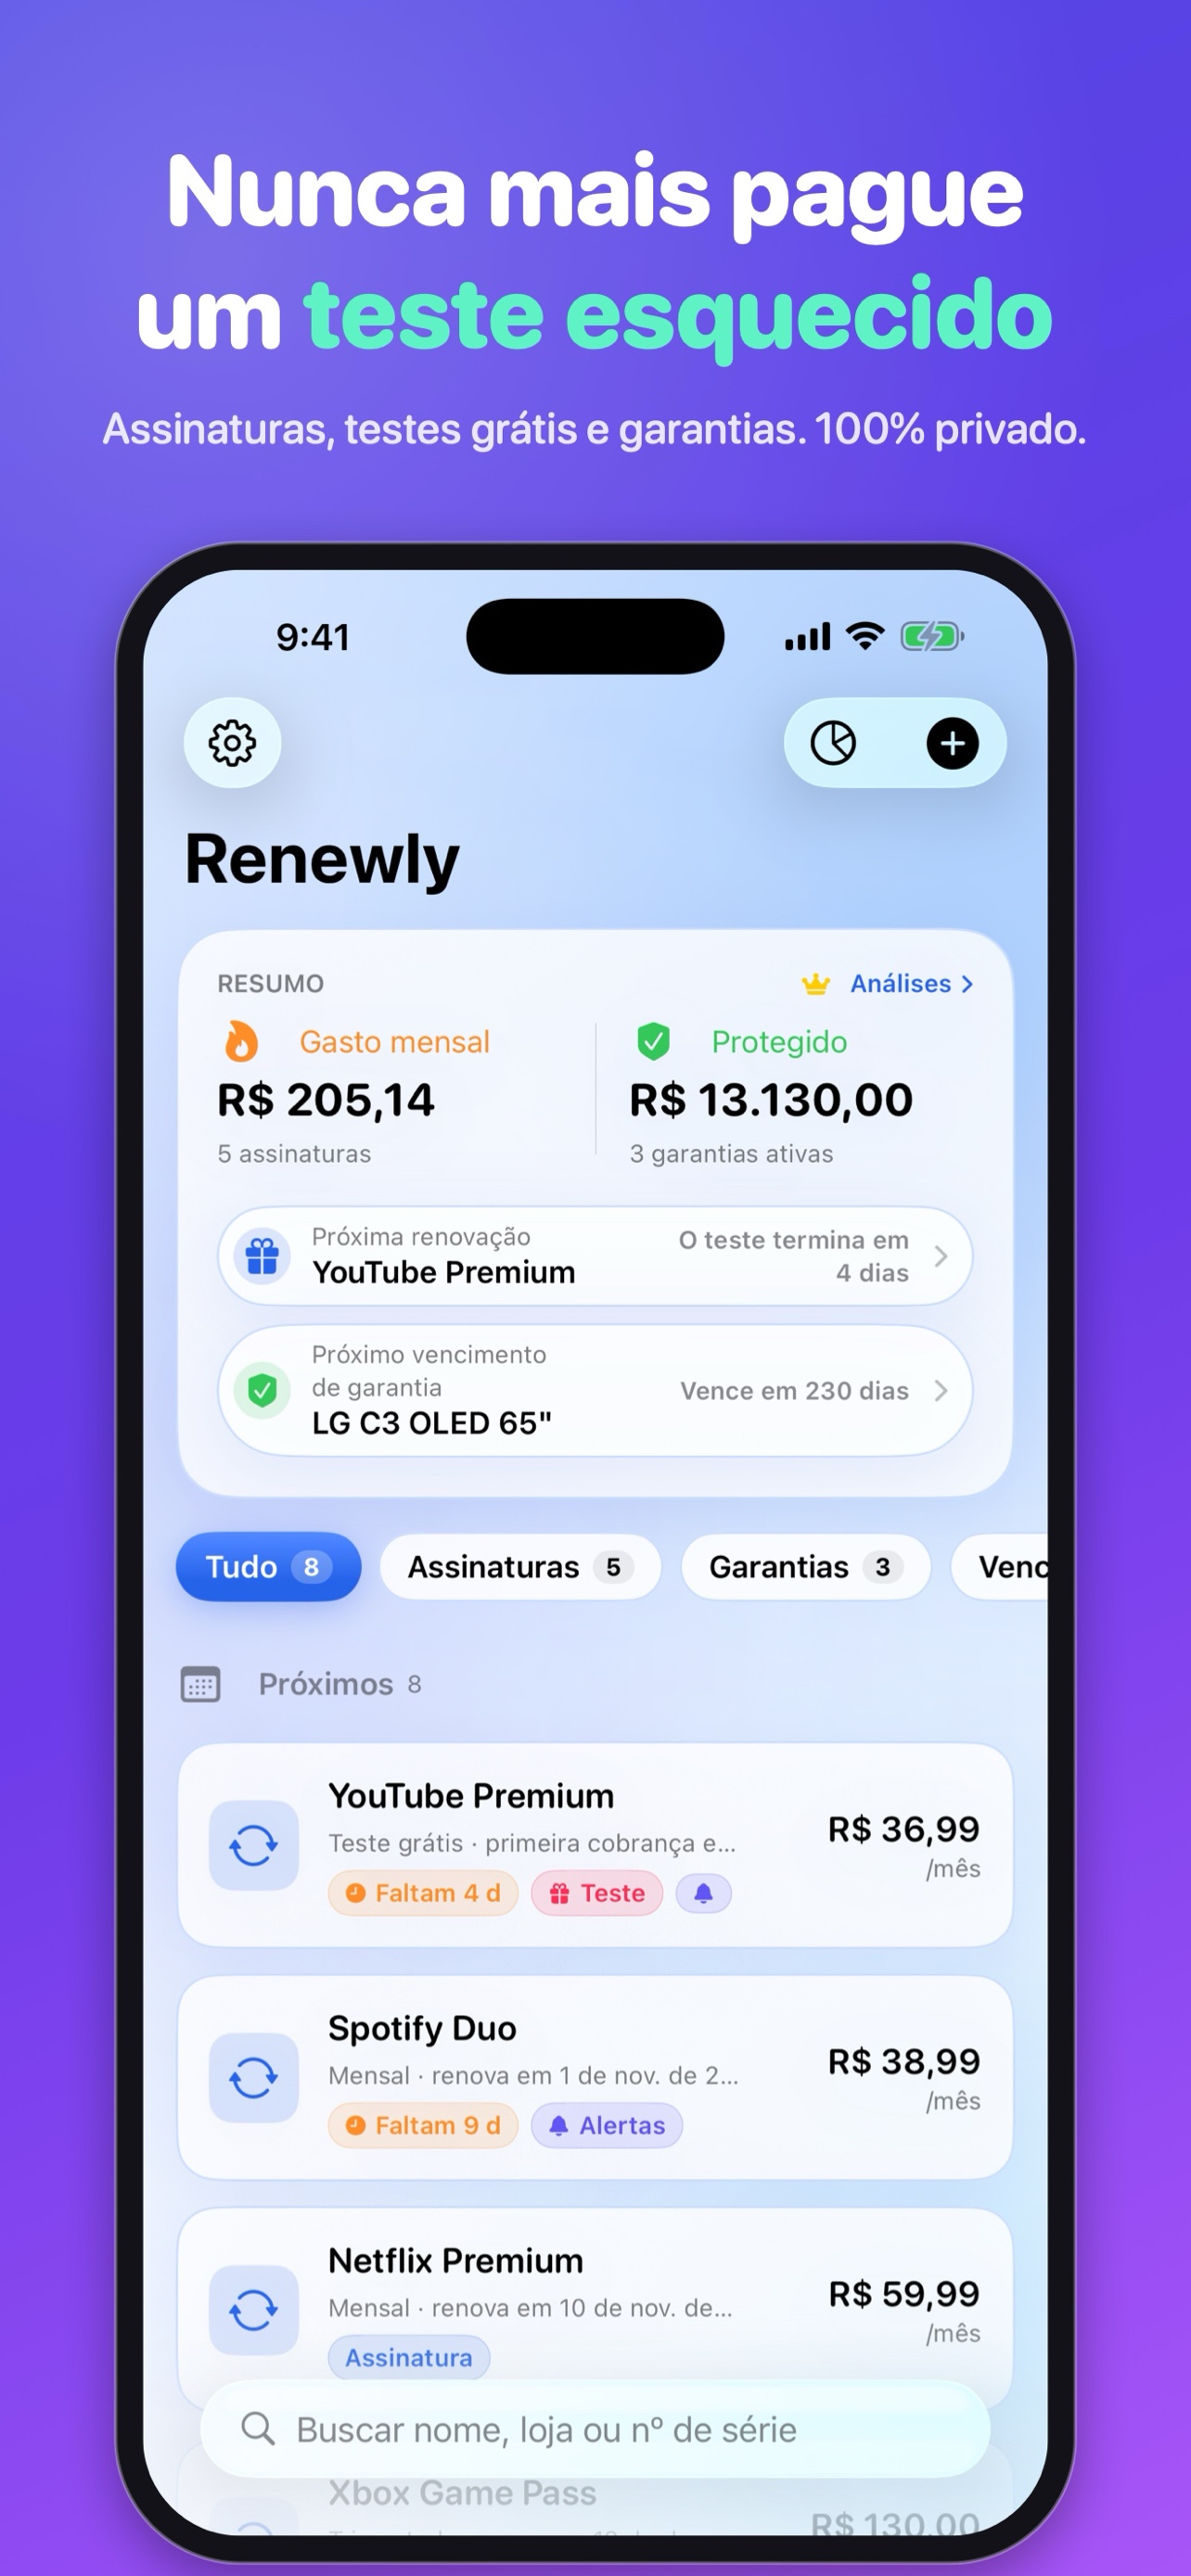 Nunca mais pague
um teste esquecido
Assinaturas, testes grátis e garantias. 100% privado.
9:41
Renewly
RESUMO
Análises
Gasto mensal
R$ 205,14
5 assinaturas
Protegido
R$ 13.130,00
3 garantias ativas
Próxima renovação
YouTube Premium
O teste termina em
4 dias
Próximo vencimento
de garantia
LG C3 OLED 65"
Vence em 230 dias
Tudo 8
Assinaturas 5
Garantias 3
Venc
Próximos 8
YouTube Premium
Teste grátis · primeira cobrança e...
Faltam 4 d
Teste
R$ 36,99
/mês
Spotify Duo
Mensal · renova em 1 de nov. de 2...
Faltam 9 d
Alertas
R$ 38,99
/mês
Netflix Premium
Mensal · renova em 10 de nov. de...
Assinatura
R$ 59,99
/mês
Buscar nome, loja ou nº de série
Xbox Game Pass
R$ 130,00